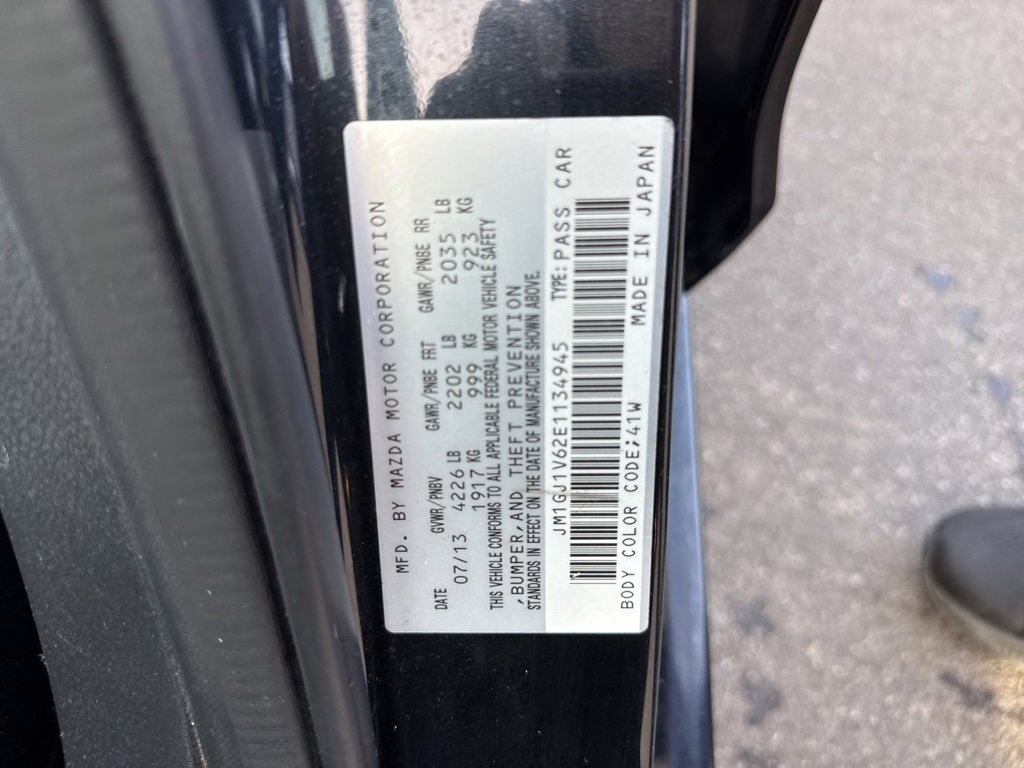 MFD. BY MAZDA MOTOR CORPORATION
DATE GVWR/PNBV GAWR/PNBE FRT GAWR/PNBE RR
07/13 4226 LB 2202 LB 2035 LB
1917 KG 999 KG 923 KG
THIS VEHICLE CONFORMS TO ALL APPLICABLE FEDERAL MOTOR VEHICLE SAFETY
,BUMPER,AND THEFT PREVENTION
STANDARDS IN EFFECT ON THE DATE OF MANUFACTURE SHOWN ABOVE.
JM1GJ1V62E1134945 TYPE:PASS CAR
BODY COLOR CODE;41W MADE IN JAPAN